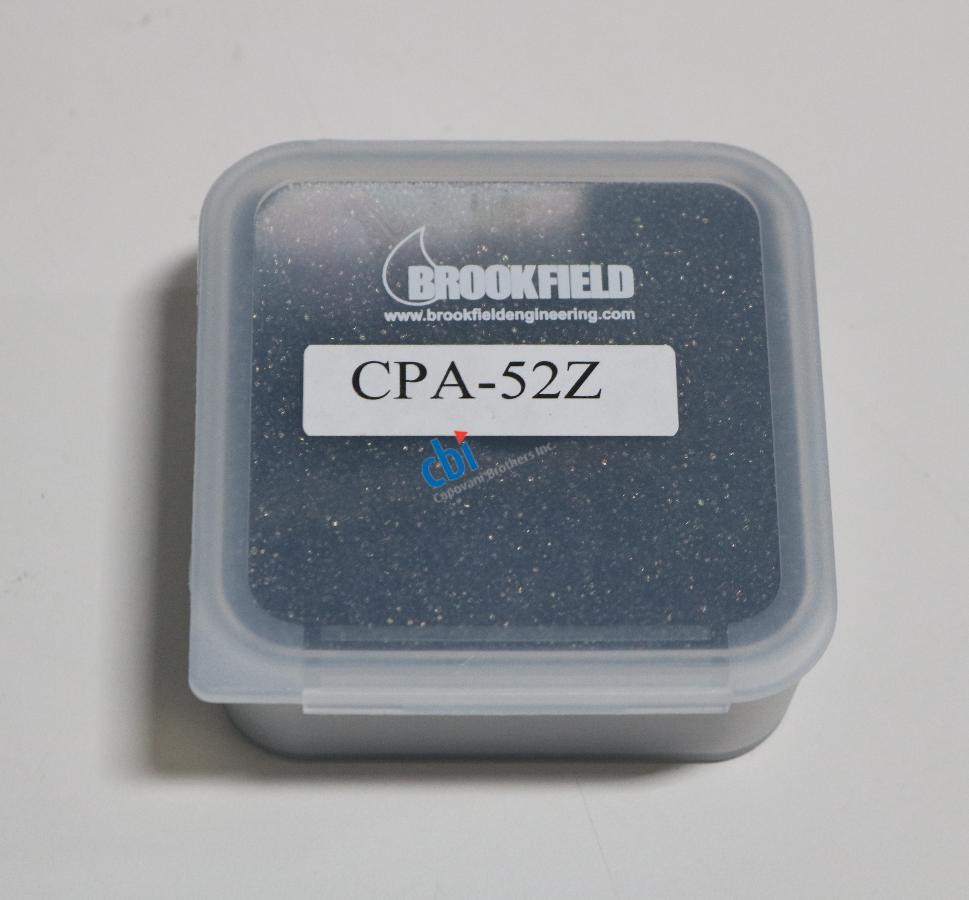 BROOKFIELD
www.brookfieldengineering.com
CPA-52Z
cbi
Capovani Brothers Inc.